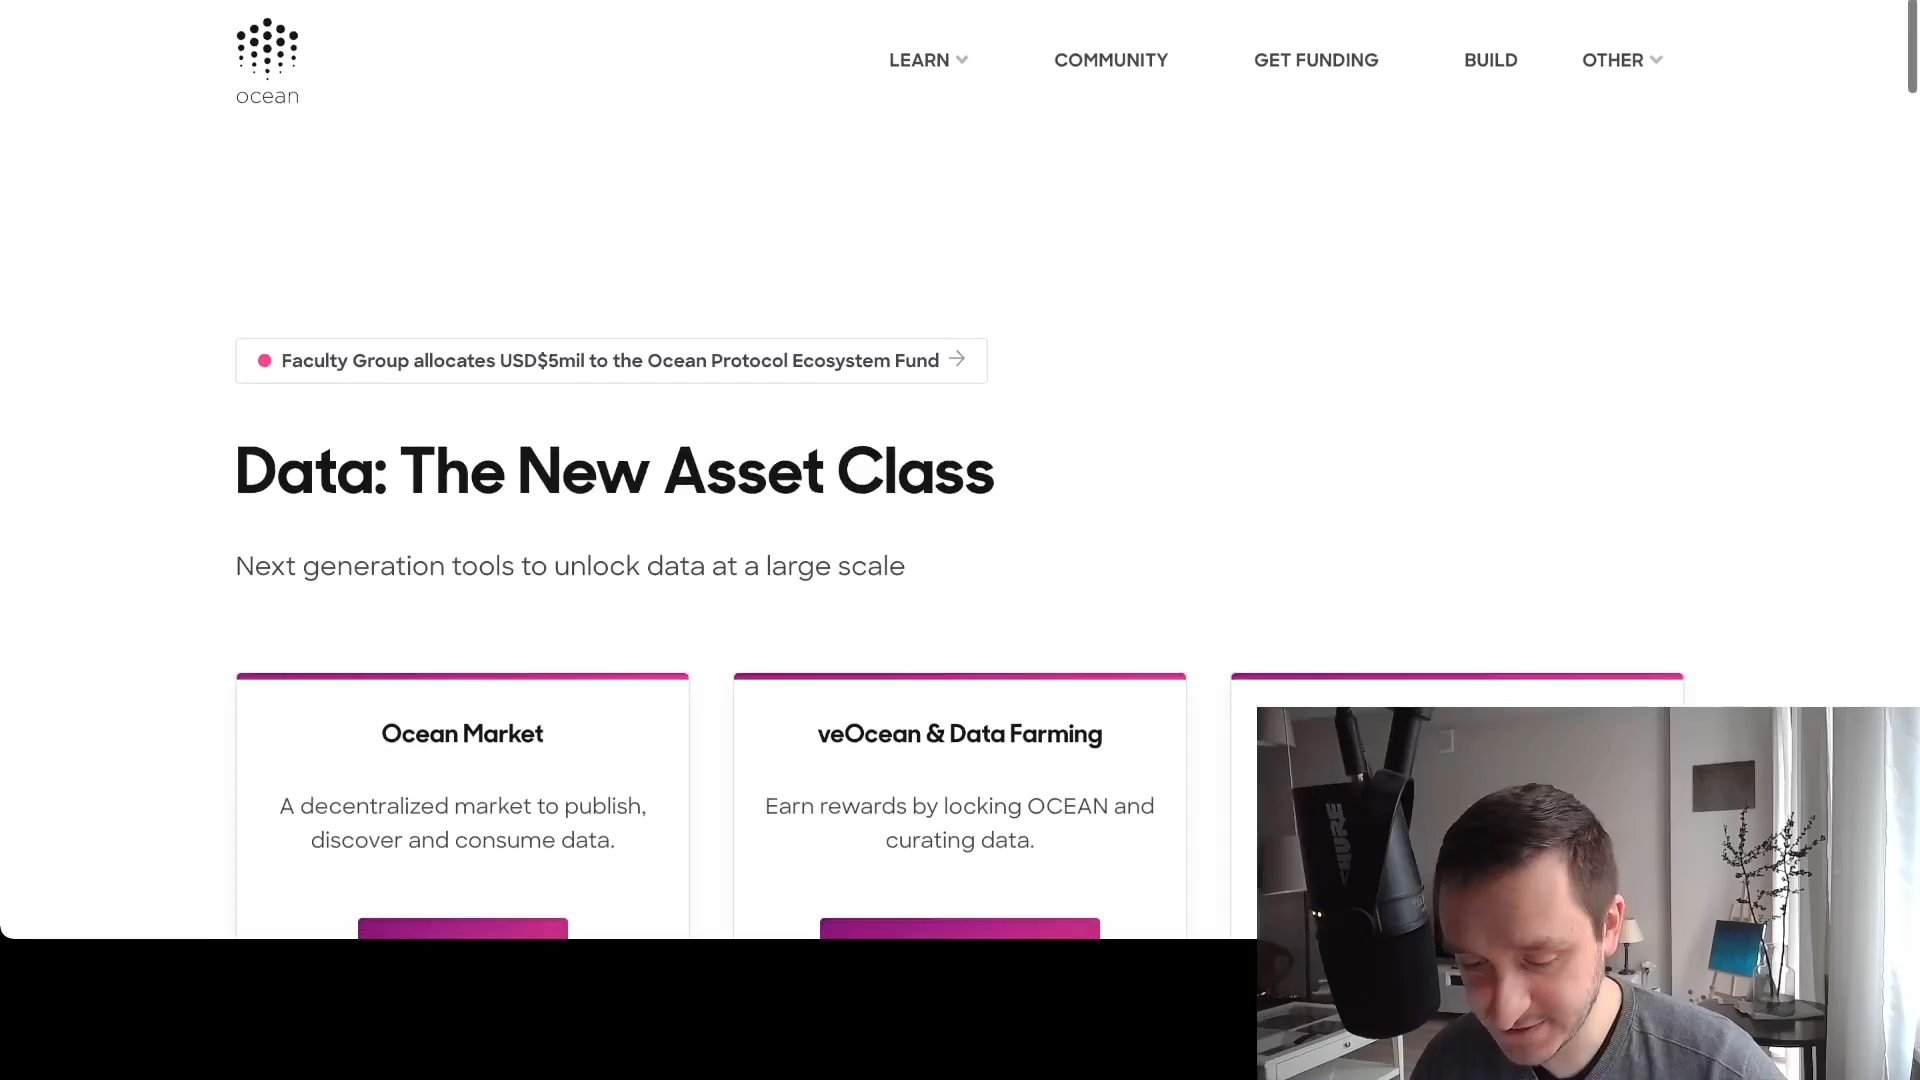 ocean
LEARN
COMMUNITY
GET FUNDING
BUILD
OTHER
Faculty Group allocates USD$5mil to the Ocean Protocol Ecosystem Fund
Data: The New Asset Class
Next generation tools to unlock data at a large scale
Ocean Market
A decentralized market to publish,
discover and consume data.
veOcean & Data Farming
Earn rewards by locking OCEAN and
curating data.
SHURE